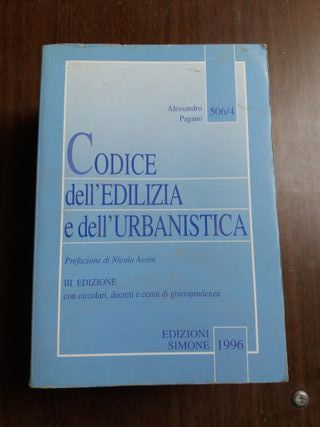 Alessandro
Pagano
506/4
CODICE
dell'EDILIZIA
e dell'URBANISTICA
Prefazione di Nicola Assini
III EDIZIONE
con circolari, decreti e cenni di giurisprudenza
EDIZIONI
SIMONE
1996